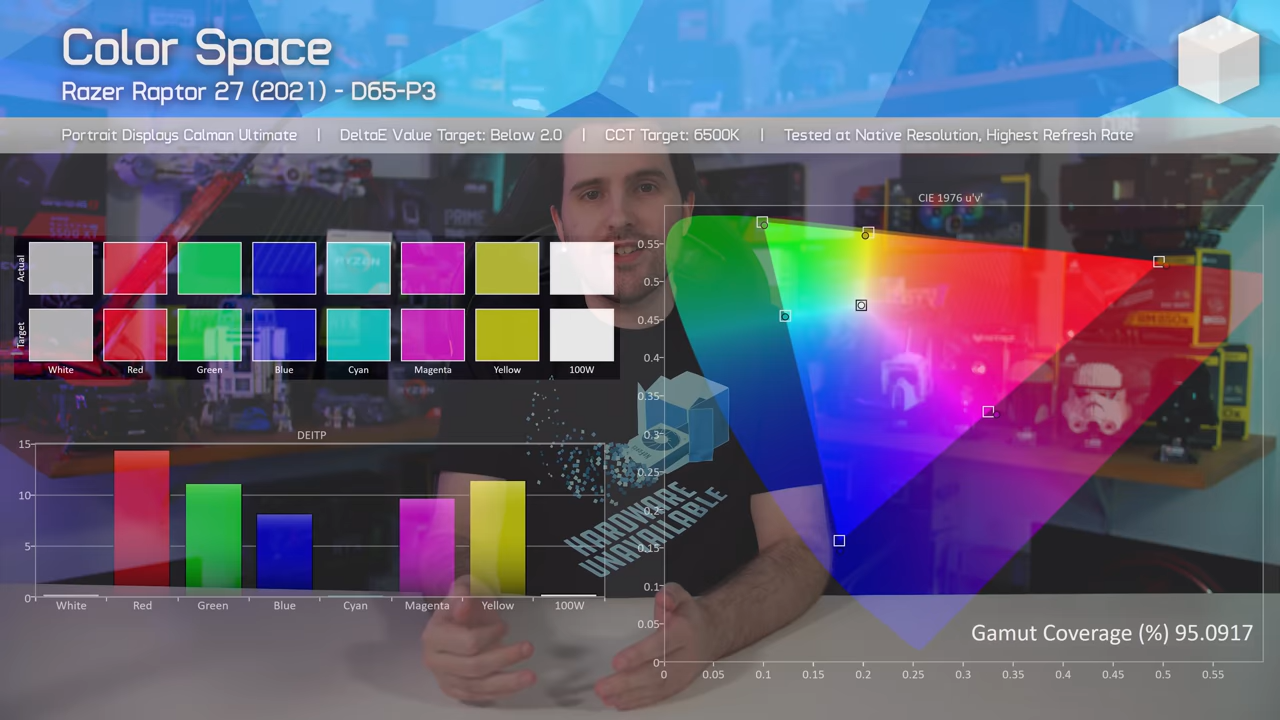 Color Space
Razer Raptor 27 (2021) - D65-P3
Portrait Displays Calman Ultimate | DeltaE Value Target: Below 2.0 | CCT Target: 6500K | Tested at Native Resolution, Highest Refresh Rate
Actual
Target
White Red Green Blue Cyan Magenta Yellow 100W
RYZEN
PRIME
DEITP
15
10
5
0
White Red Green Blue Cyan Magenta Yellow 100W
HARDWARE
UNAVAILABLE
CIE 1976 u'v'
0.55
0.5
0.45
0.4
0.35
0.3
0.25
0.2
0.15
0.1
0.05
0
0 0.05 0.1 0.15 0.2 0.25 0.3 0.35 0.4 0.45 0.5 0.55
Gamut Coverage (%) 95.0917